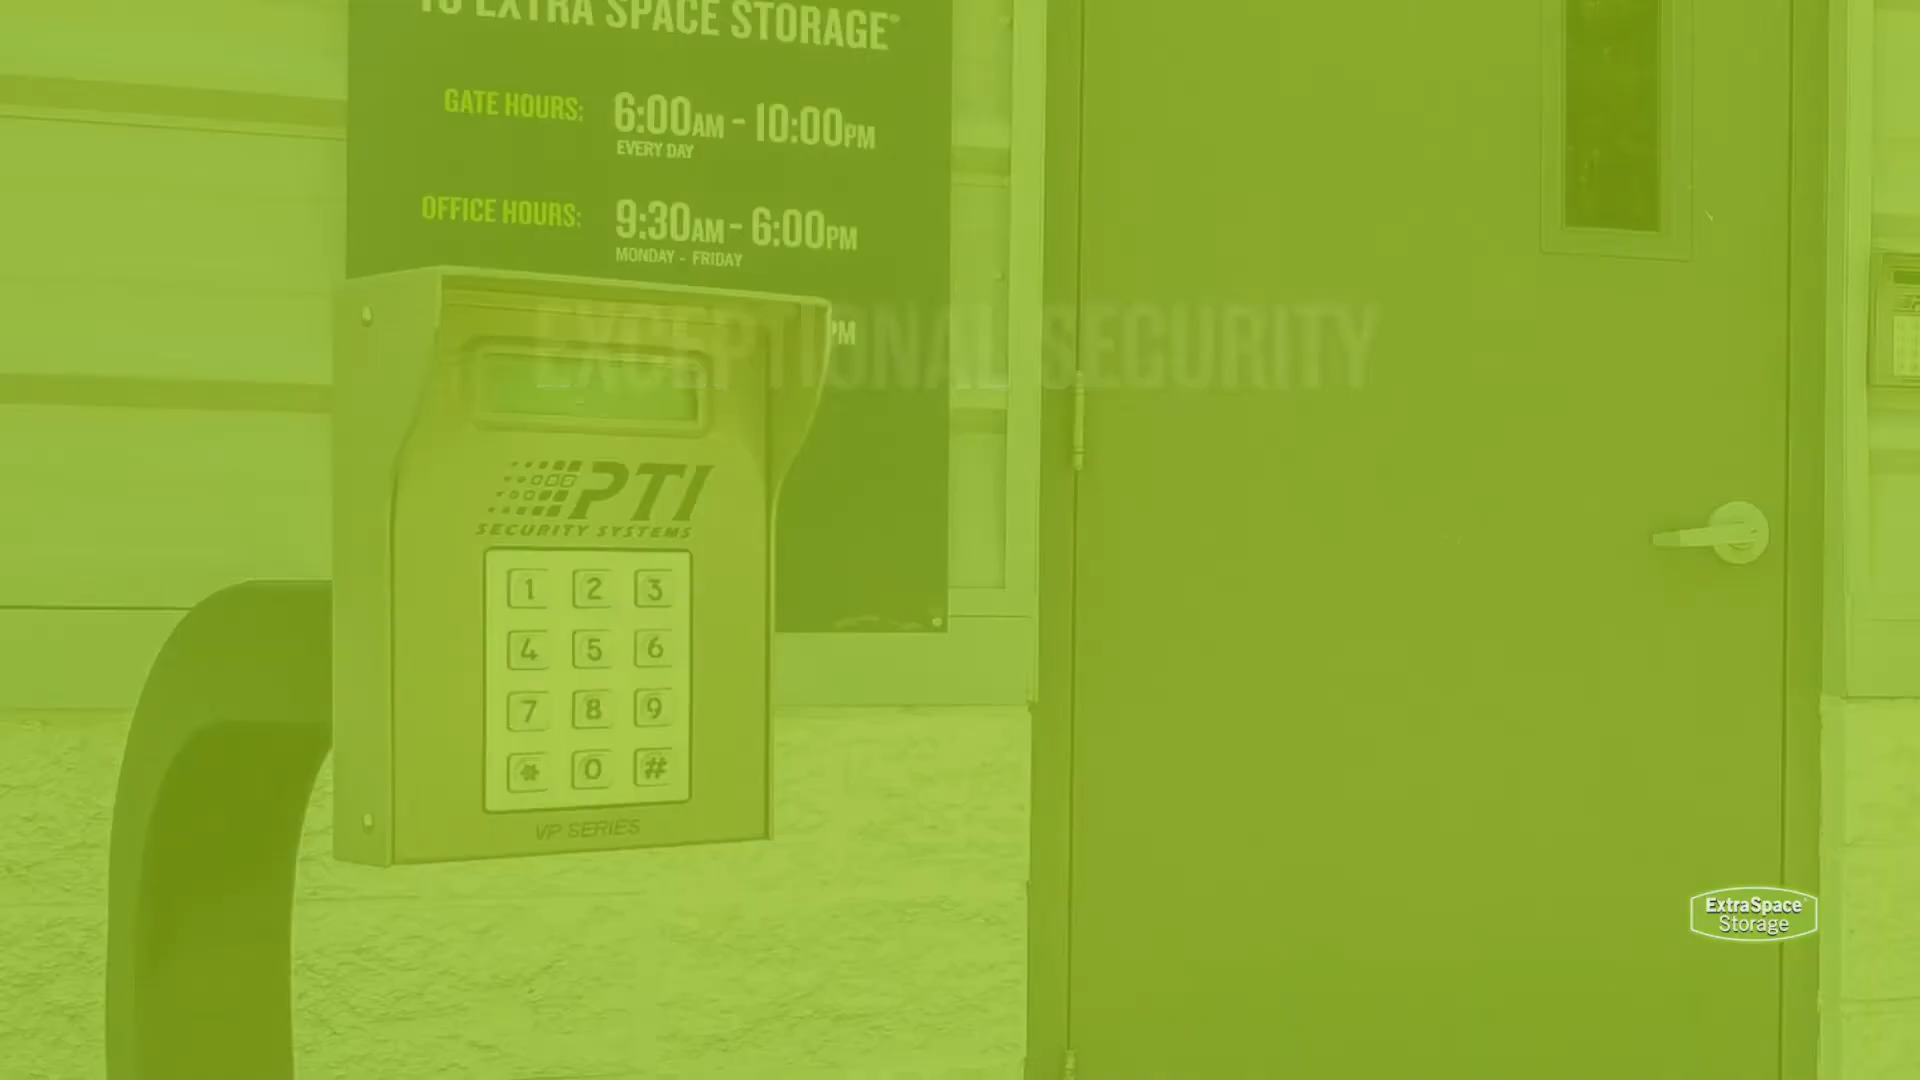 TO EXTRA SPACE STORAGE®
GATE HOURS: 6:00AM - 10:00PM
EVERY DAY
OFFICE HOURS: 9:30AM - 6:00PM
MONDAY - FRIDAY
PM
EXCEPTIONAL SECURITY
PTI
SECURITY SYSTEMS
1 2 3
4 5 6
7 8 9
* 0 #
VP SERIES
ExtraSpace
Storage